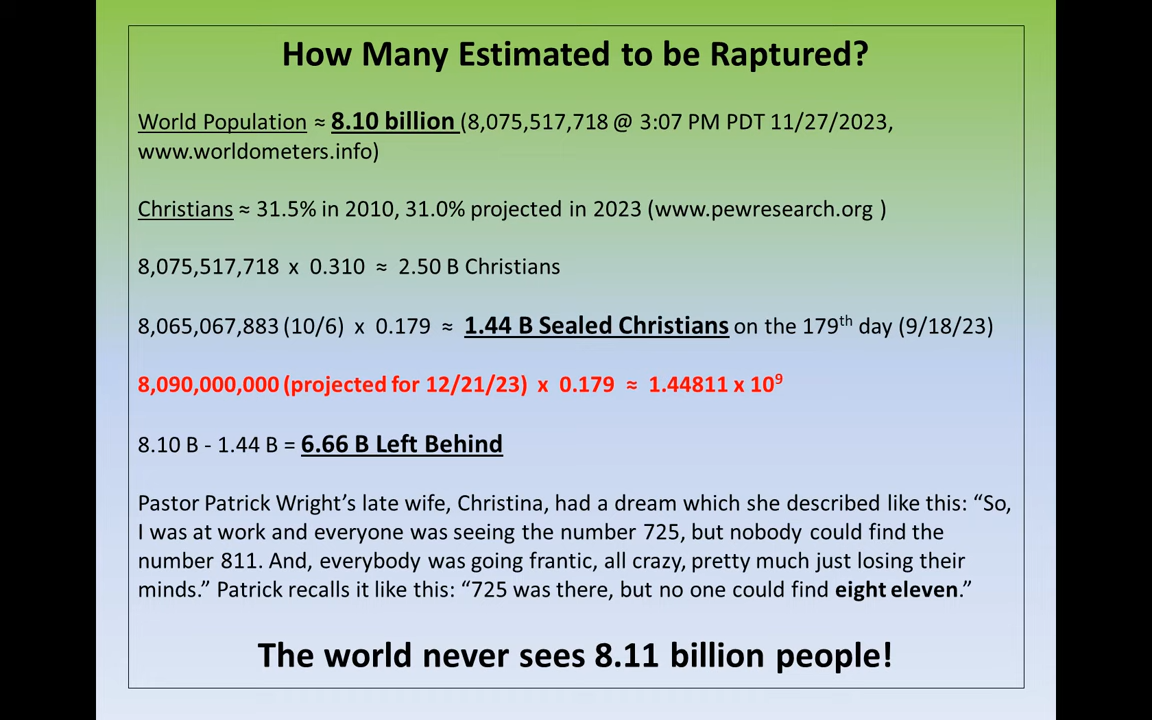 How Many Estimated to be Raptured?
World Population ≈ 8.10 billion (8,075,517,718 @ 3:07 PM PDT 11/27/2023,
www.worldometers.info)
Christians ≈ 31.5% in 2010, 31.0% projected in 2023 (www.pewresearch.org )
8,075,517,718 x 0.310 ≈ 2.50 B Christians
8,065,067,883 (10/6) x 0.179 ≈ 1.44 B Sealed Christians on the 179th day (9/18/23)
8,090,000,000 (projected for 12/21/23) x 0.179 ≈ 1.44811 x 10⁹
8.10 B - 1.44 B = 6.66 B Left Behind
Pastor Patrick Wright’s late wife, Christina, had a dream which she described like this: “So,
I was at work and everyone was seeing the number 725, but nobody could find the
number 811. And, everybody was going frantic, all crazy, pretty much just losing their
minds.” Patrick recalls it like this: “725 was there, but no one could find eight eleven.”
The world never sees 8.11 billion people!